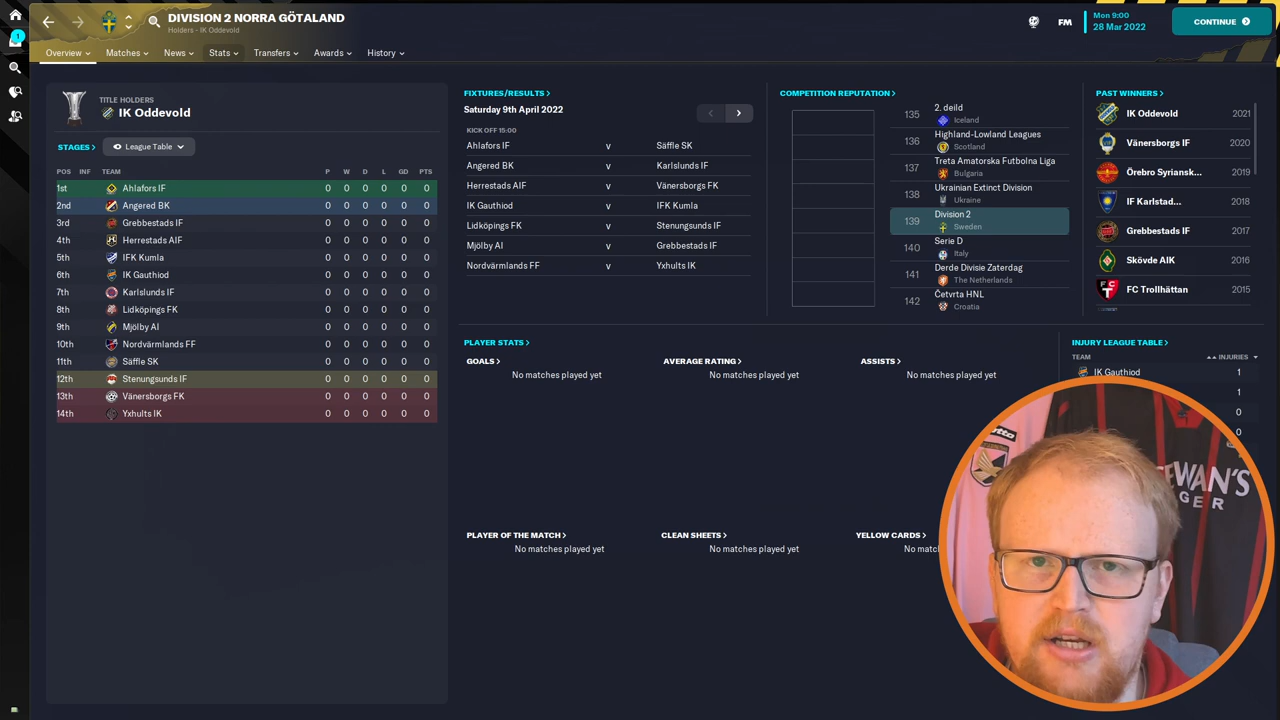 DIVISION 2 NORRA GÖTALAND
Holders - IK Oddevold
FM
Mon 9:00
28 Mar 2022
CONTINUE
1
Overview
Matches
News
Stats
Transfers
Awards
History
TITLE HOLDERS
IK Oddevold
STAGES
League Table
POS INF TEAM P W D L GD PTS
1st Ahlafors IF 0 0 0 0 0 0
2nd Angered BK 0 0 0 0 0 0
3rd Grebbestads IF 0 0 0 0 0 0
4th Herrestads AIF 0 0 0 0 0 0
5th IFK Kumla 0 0 0 0 0 0
6th IK Gauthiod 0 0 0 0 0 0
7th Karlslunds IF 0 0 0 0 0 0
8th Lidköpings FK 0 0 0 0 0 0
9th Mjölby AI 0 0 0 0 0 0
10th Nordvärmlands FF 0 0 0 0 0 0
11th Säffle SK 0 0 0 0 0 0
12th Stenungsunds IF 0 0 0 0 0 0
13th Vänersborgs FK 0 0 0 0 0 0
14th Yxhults IK 0 0 0 0 0 0
FIXTURES/RESULTS
Saturday 9th April 2022
KICK OFF 15:00
Ahlafors IF v Säffle SK
Angered BK v Karlslunds IF
Herrestads AIF v Vänersborgs FK
IK Gauthiod v IFK Kumla
Lidköpings FK v Stenungsunds IF
Mjölby AI v Grebbestads IF
Nordvärmlands FF v Yxhults IK
COMPETITION REPUTATION
135 2. deild
Iceland
136 Highland-Lowland Leagues
Scotland
137 Treta Amatorska Futbolna Liga
Bulgaria
138 Ukrainian Extinct Division
Ukraine
139 Division 2
Sweden
140 Serie D
Italy
141 Derde Divisie Zaterdag
The Netherlands
142 Četvrta HNL
Croatia
PAST WINNERS
IK Oddevold 2021
Vänersborgs IF 2020
Örebro Syriansk... 2019
IF Karlstad... 2018
Grebbestads IF 2017
Skövde AIK 2016
FC Trollhättan 2015
PLAYER STATS
GOALS
No matches played yet
AVERAGE RATING
No matches played yet
ASSISTS
No matches played yet
PLAYER OF THE MATCH
No matches played yet
CLEAN SHEETS
No matches played yet
YELLOW CARDS
No matc
INJURY LEAGUE TABLE
TEAM INJURIES
IK Gauthiod 1
1
0
0